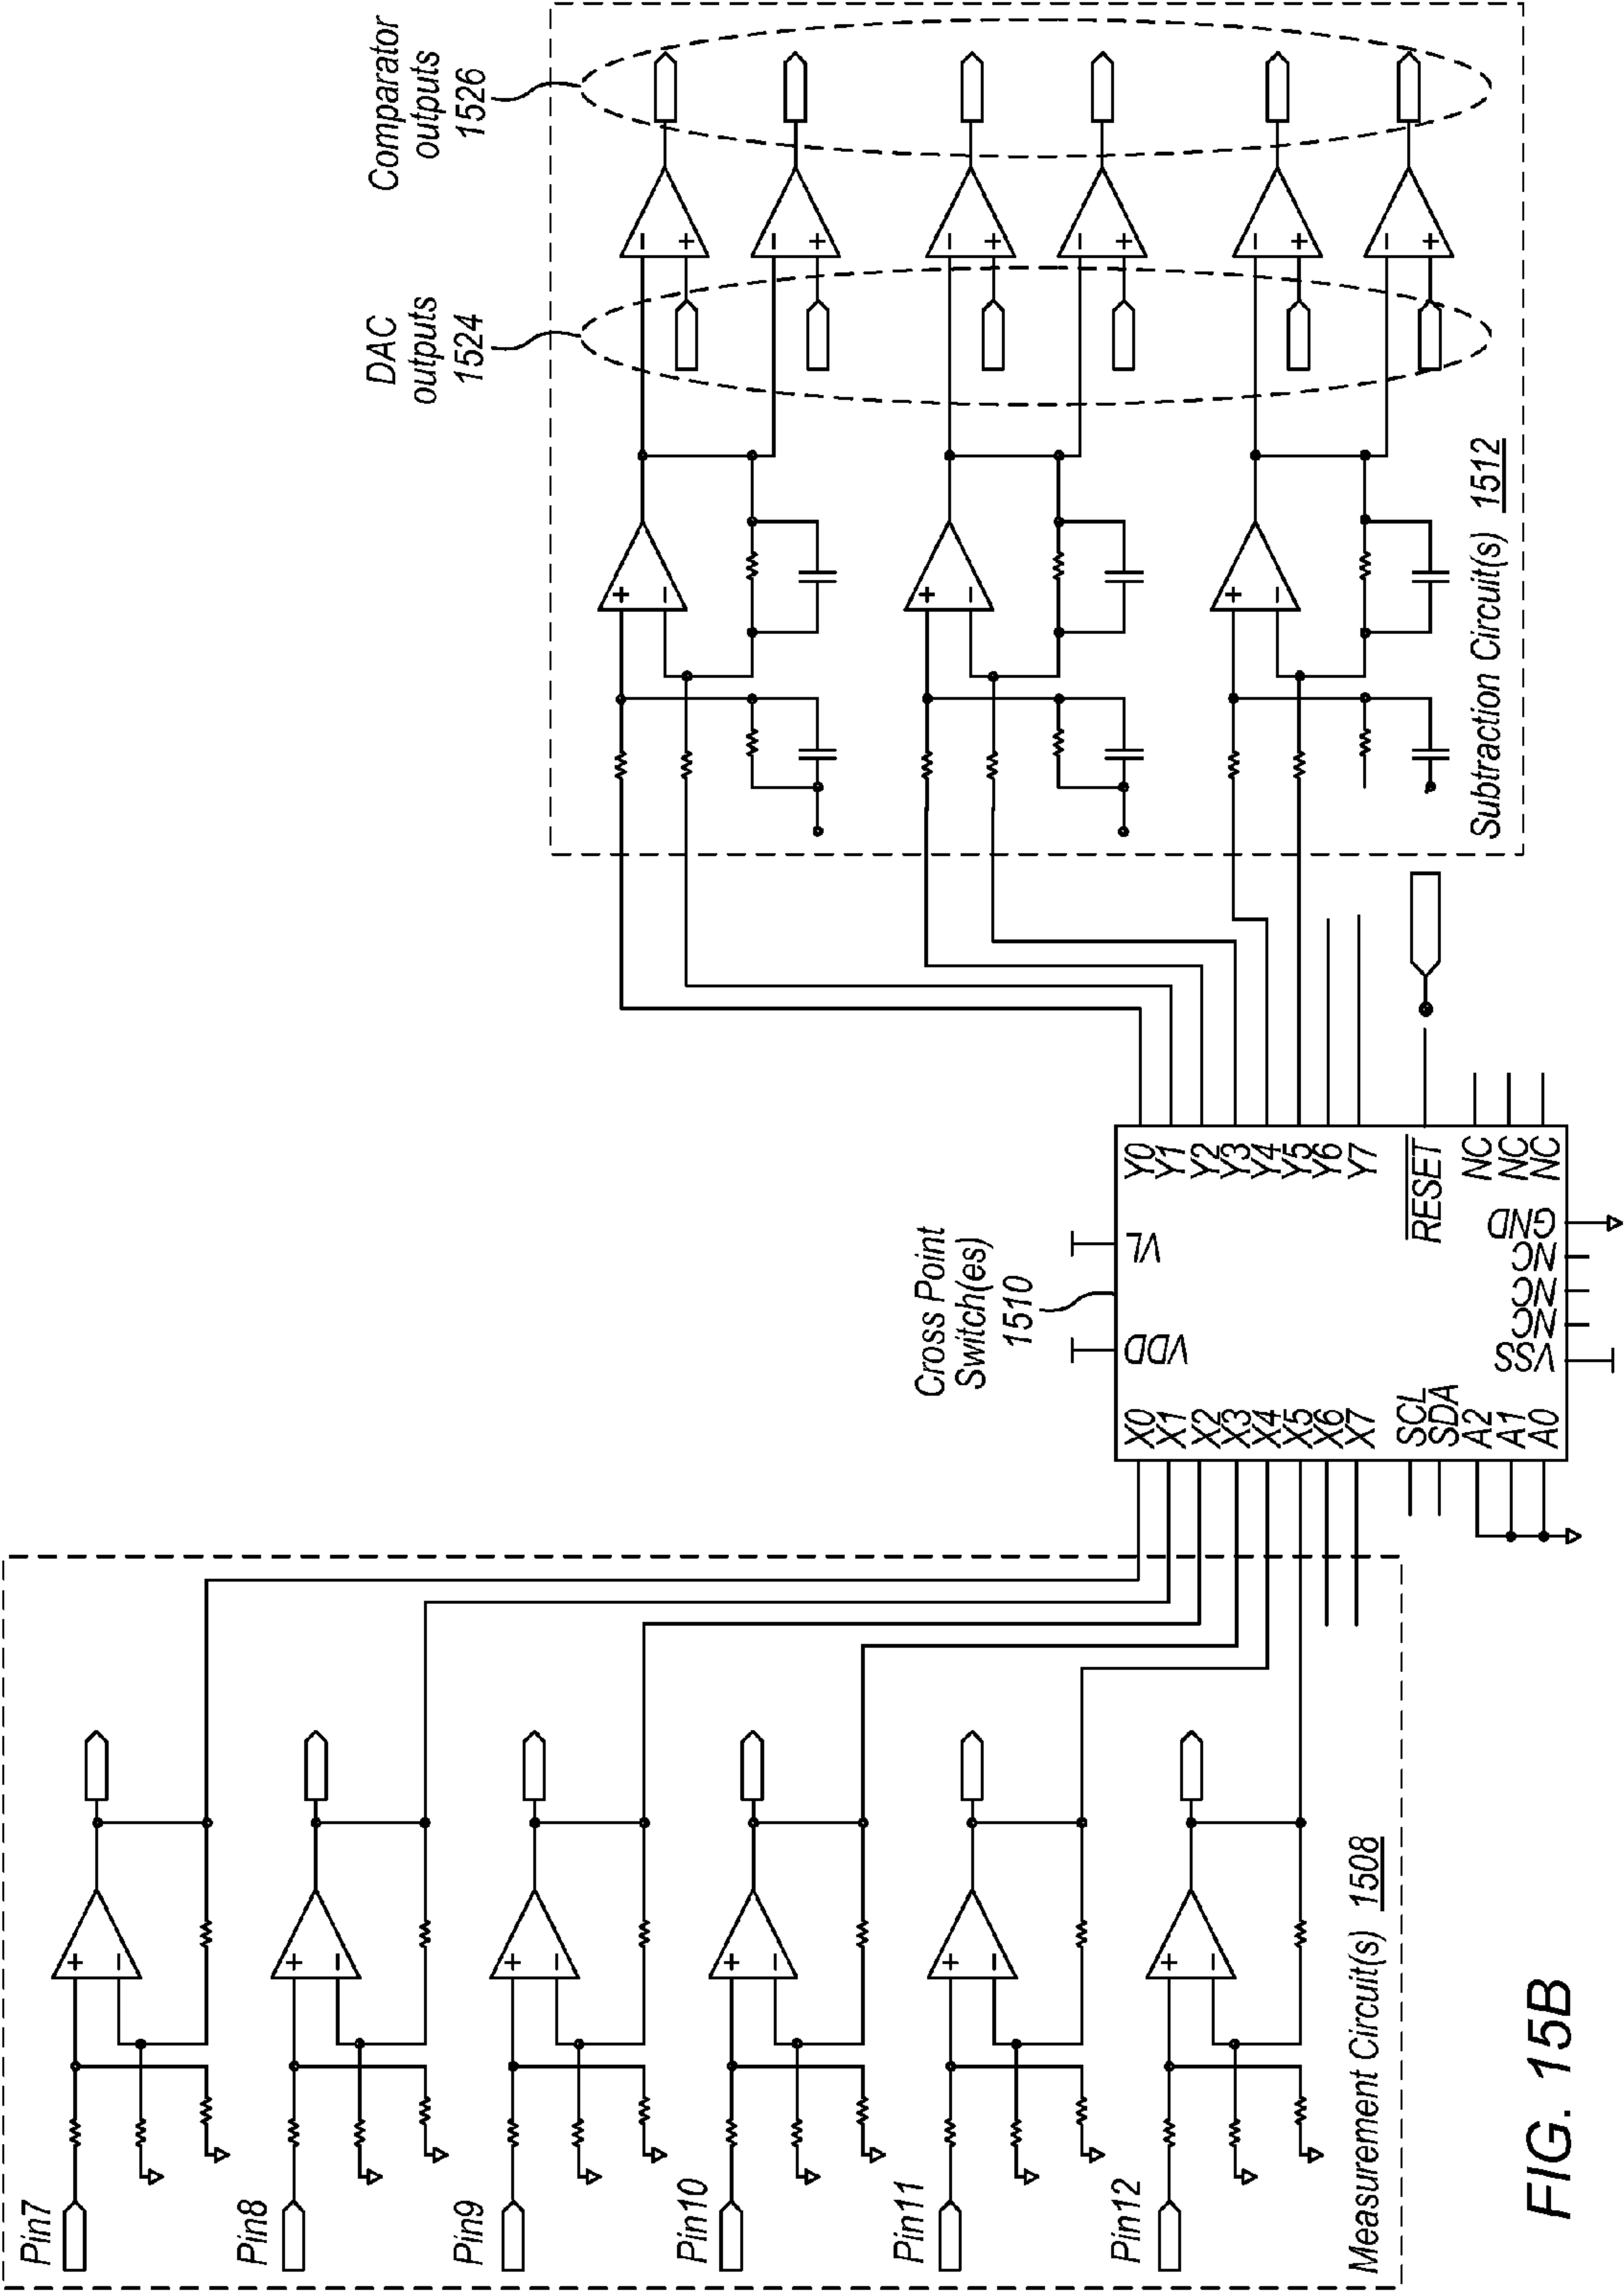 Pin7
Pin8
Pin9
Pin10
Pin11
Pin12
+
−
+
−
+
−
+
−
+
−
+
−
Measurement Circuit(s) 1508
Cross Point
Switch(es)
1510
VDD
VL
X0
X1
X2
X3
X4
X5
X6
X7
SCL
SDA
A2
A1
A0
Y0
Y1
Y2
Y3
Y4
Y5
Y6
Y7
RESET
NC
NC
NC
VSS
NC
NC
NC
GND
+
−
+
−
+
−
DAC
outputs
1524
Comparator
outputs
1526
−
+
−
+
−
+
−
+
−
+
−
+
Subtraction Circuit(s) 1512
FIG. 15B